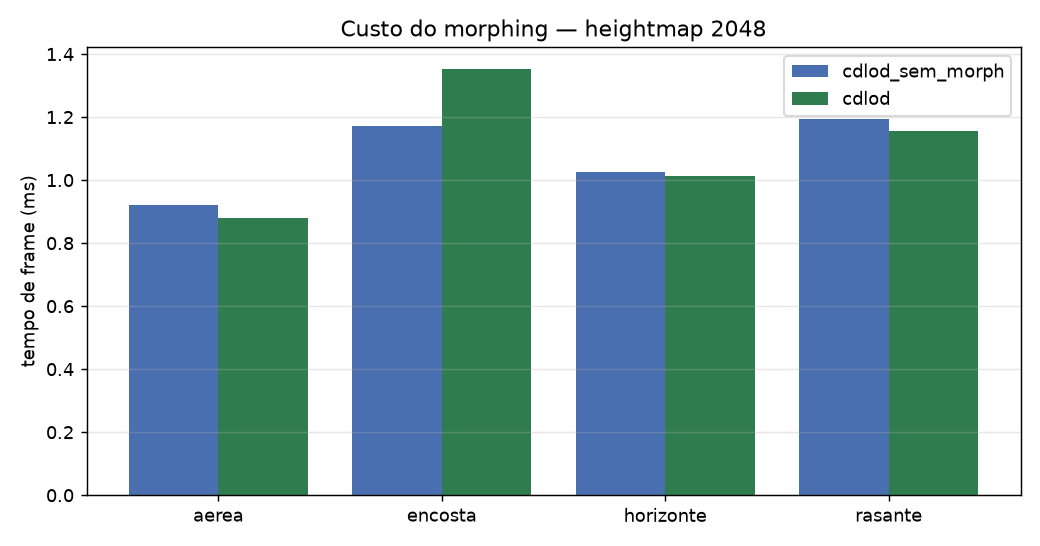 Custo do morphing — heightmap 2048
cdlod_sem_morph
cdlod
tempo de frame (ms)
1.4
1.2
1.0
0.8
0.6
0.4
0.2
0.0
aerea
encosta
horizonte
rasante